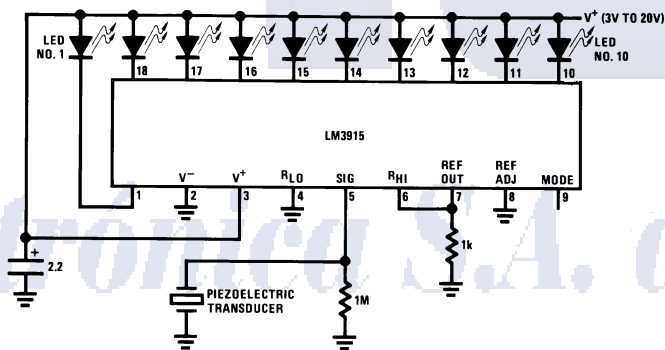 V+ (3V TO 20V)
LED
NO. 1
LED
NO. 10
18
17
16
15
14
13
12
11
10
LM3915
V−
V+
RLO
SIG
RHI
REF
OUT
REF
ADJ
MODE
1
2
3
4
5
6
7
8
9
+
2.2
1k
PIEZOELECTRIC
TRANSDUCER
1M
trónica S.A.